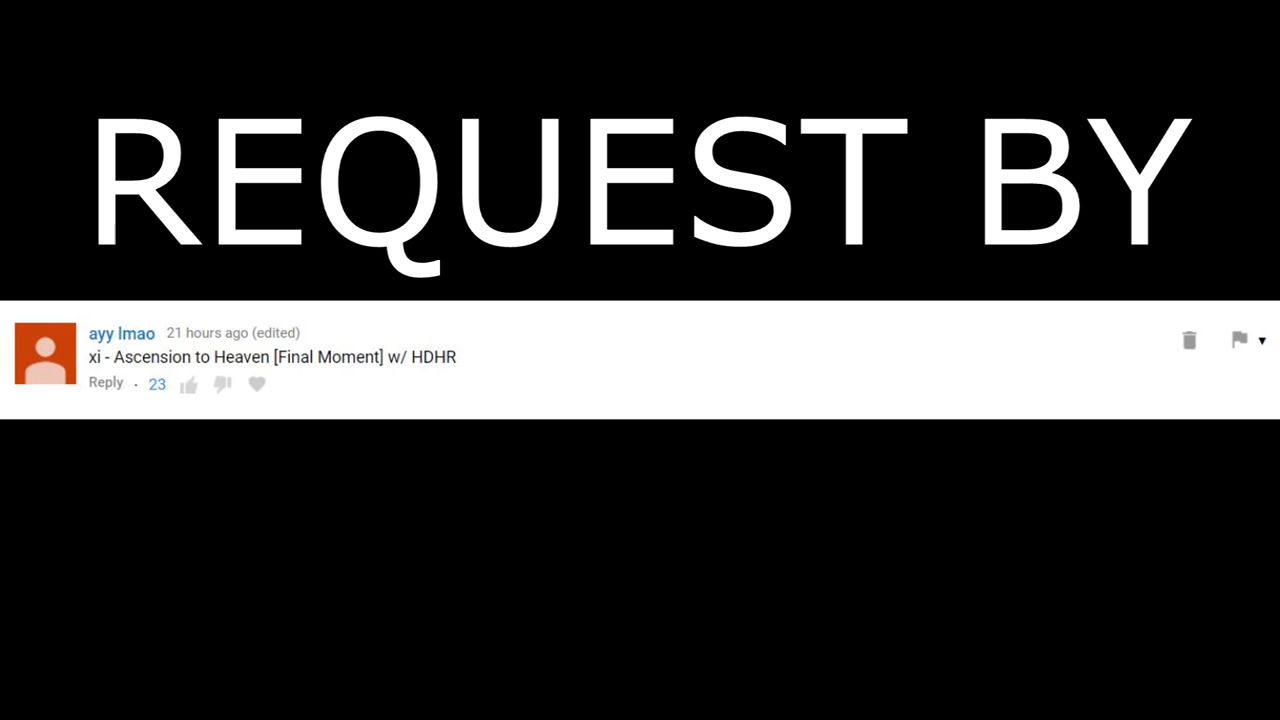 REQUEST BY
ayy lmao 21 hours ago (edited)
xi - Ascension to Heaven [Final Moment] w/ HDHR
Reply · 23